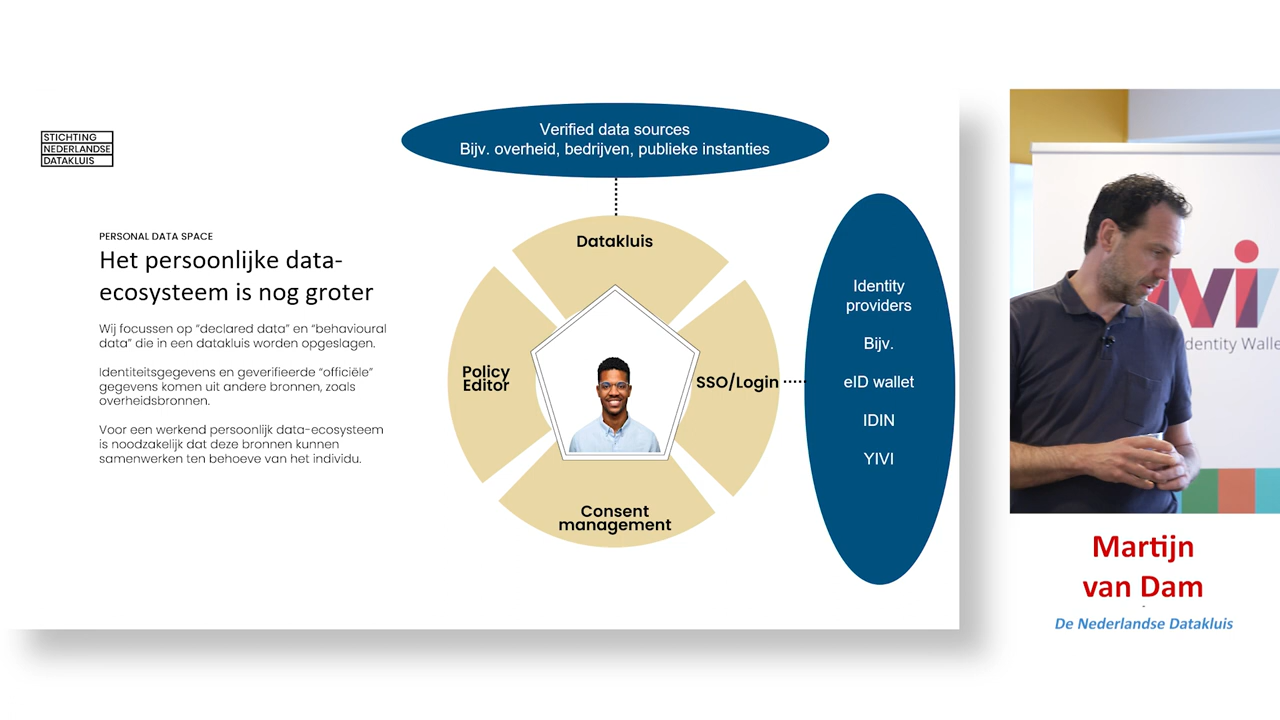 STICHTING
NEDERLANDSE
DATAKLUIS
PERSONAL DATA SPACE
Het persoonlijke data-
ecosysteem is nog groter
Wij focussen op “declared data” en “behavioural
data” die in een datakluis worden opgeslagen.
Identiteitsgegevens en geverifieerde “officiële”
gegevens komen uit andere bronnen, zoals
overheidsbronnen.
Voor een werkend persoonlijk data-ecosysteem
is noodzakelijk dat deze bronnen kunnen
samenwerken ten behoeve van het individu.
Verified data sources
Bijv. overheid, bedrijven, publieke instanties
Datakluis
Policy
Editor
SSO/Login
Consent
management
Identity
providers
Bijv.
eID wallet
IDIN
YIVI
ivi
dentity Walle
Martijn
van Dam
De Nederlandse Datakluis